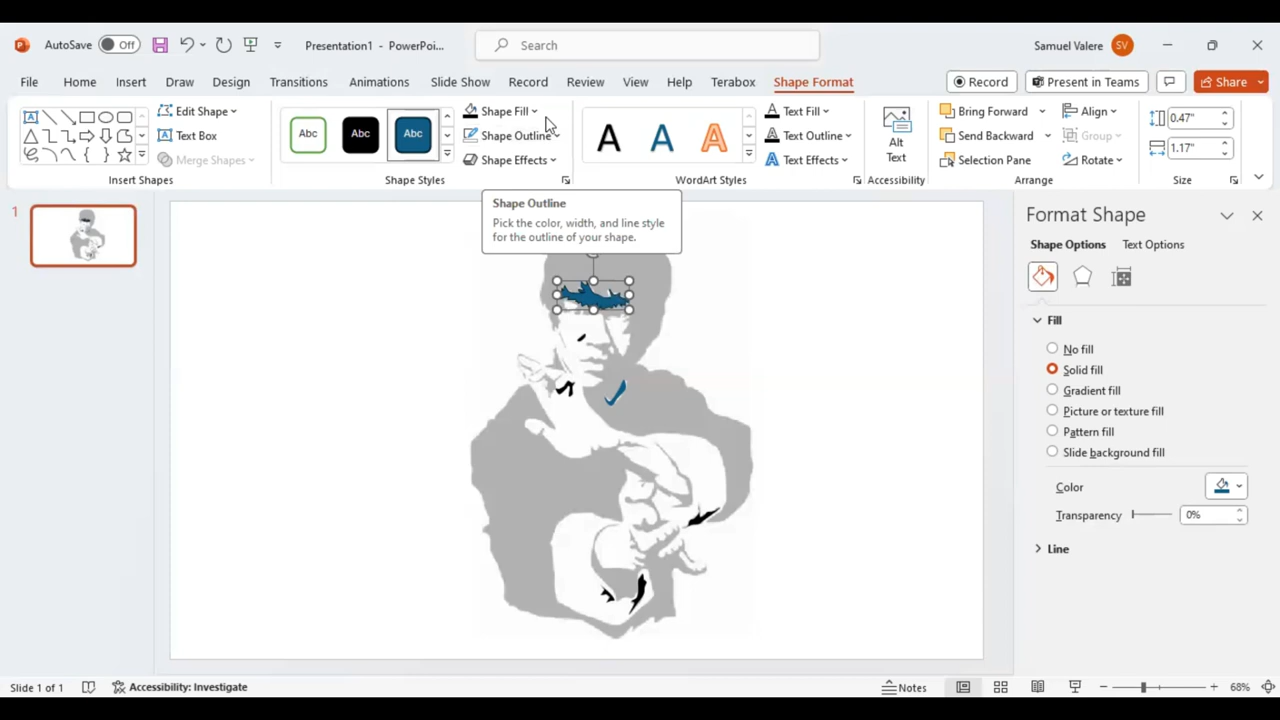 AutoSave Off Presentation1 - PowerPoi... Search Samuel Valere SV
File Home Insert Draw Design Transitions Animations Slide Show Record Review View Help Terabox Shape Format Record Present in Teams Share
Edit Shape
Text Box
Merge Shapes
Insert Shapes
Abc Abc Abc
Shape Fill
Shape Outline
Shape Effects
Shape Styles
A A A
Text Fill
Text Outline
Text Effects
WordArt Styles
Alt
Text
Accessibility
Bring Forward
Send Backward
Selection Pane
Align
Group
Rotate
Arrange
0.47"
1.17"
Size
1
Shape Outline
Pick the color, width, and line style
for the outline of your shape.
Format Shape
Shape Options Text Options
Fill
No fill
Solid fill
Gradient fill
Picture or texture fill
Pattern fill
Slide background fill
Color
Transparency 0%
Line
Slide 1 of 1 Accessibility: Investigate Notes 68%